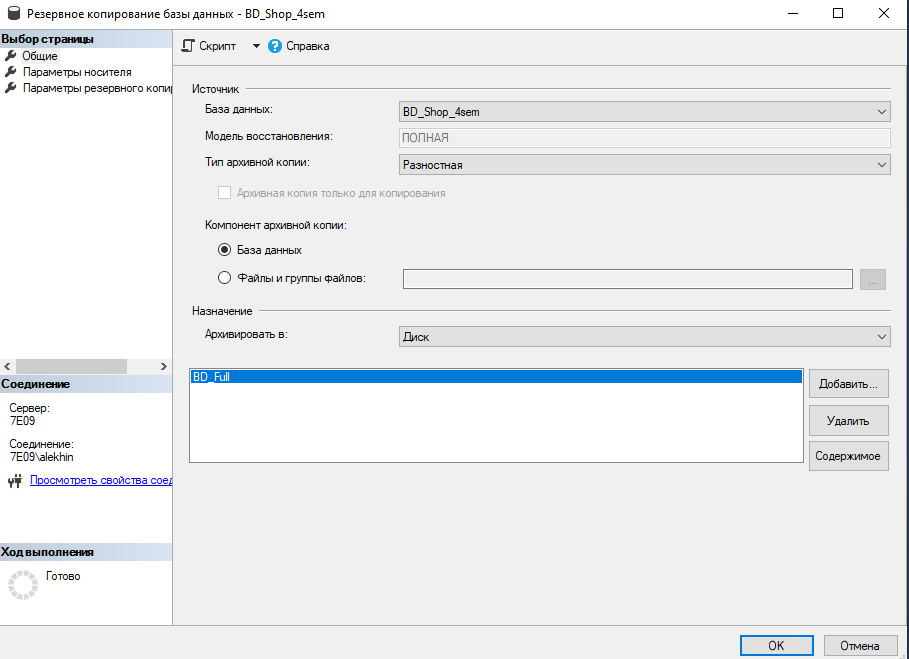 Резервное копирование базы данных - BD_Shop_4sem
Выбор страницы
Общие
Параметры носителя
Параметры резервного копи
Скрипт
Справка
Источник
База данных:
BD_Shop_4sem
Модель восстановления:
ПОЛНАЯ
Тип архивной копии:
Разностная
Архивная копия только для копирования
Компонент архивной копии:
База данных
Файлы и группы файлов:
...
Назначение
Архивировать в:
Диск
BD_Full
Добавить...
Удалить
Содержимое
Соединение
Сервер:
7E09
Соединение:
7E09\alekhin
Просмотреть свойства соед
Ход выполнения
Готово
OK
Отмена